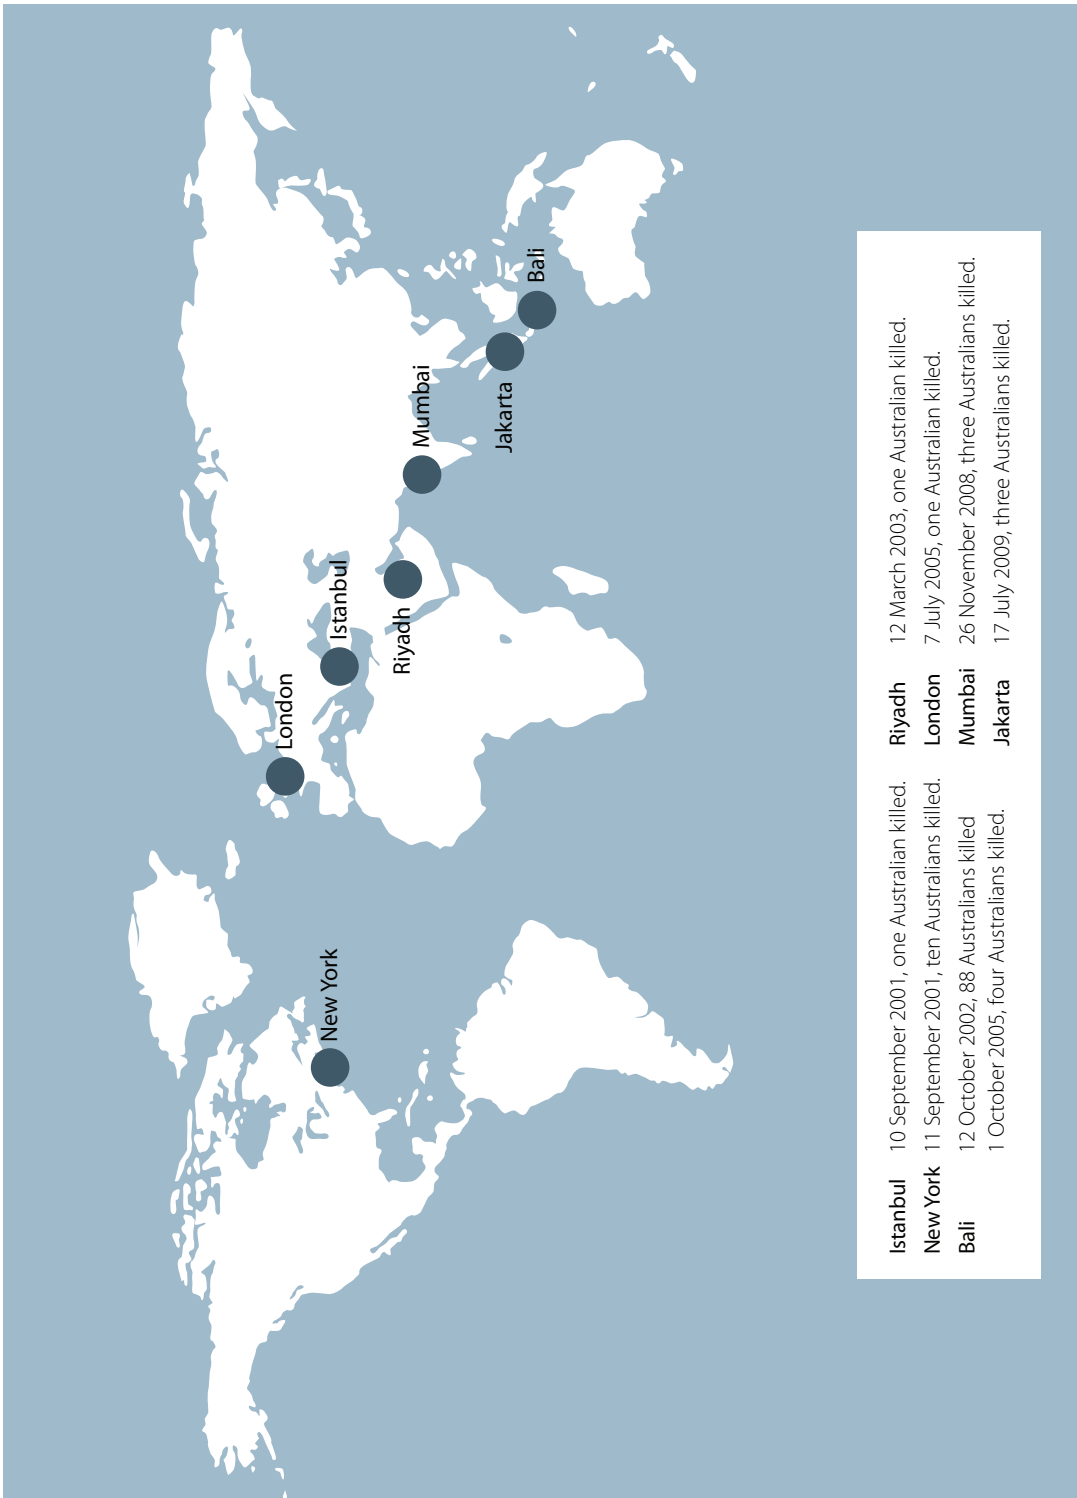 London
New York
Istanbul
Riyadh
Mumbai
Jakarta
Bali
Istanbul 10 September 2001, one Australian killed.
New York 11 September 2001, ten Australians killed.
Bali 12 October 2002, 88 Australians killed
1 October 2005, four Australians killed.
Riyadh 12 March 2003, one Australian killed.
London 7 July 2005, one Australian killed.
Mumbai 26 November 2008, three Australians killed.
Jakarta 17 July 2009, three Australians killed.